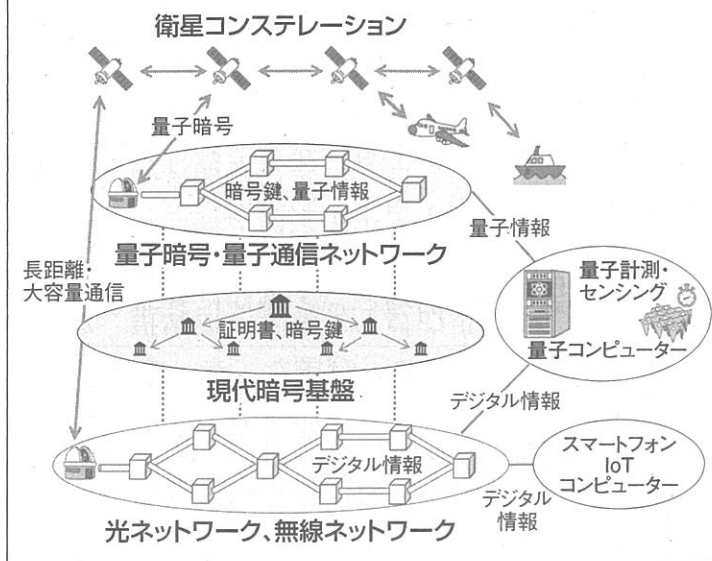 衛星コンステレーション
量子暗号
暗号鍵、量子情報
量子暗号・量子通信ネットワーク
量子情報
長距離・
大容量通信
量子計測・
センシング
量子コンピューター
証明書、暗号鍵
現代暗号基盤
デジタル情報
デジタル情報
スマートフォン
IoT
コンピューター
デジタル
情報
光ネットワーク、無線ネットワーク